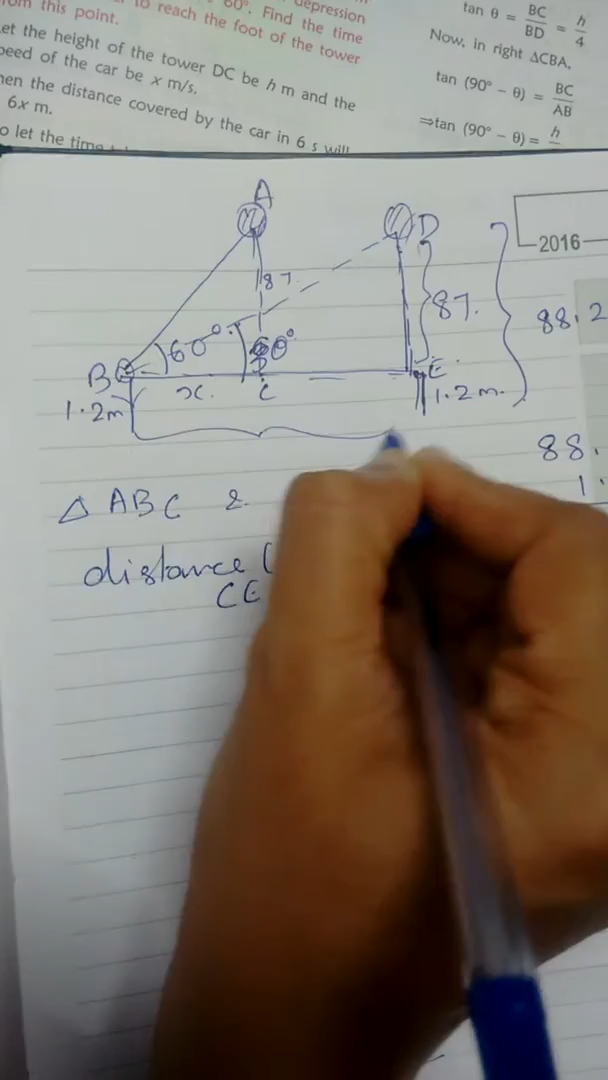 depression
60°. Find the time
from this point. to reach the foot of the tower
Let the height of the tower DC be h m and the
speed of the car be x m/s.
Then the distance covered by the car in 6 s will
6x m.
So let the time
tan θ = BC/BD = h/4
Now, in right ΔCBA,
tan (90° − θ) = BC/AB
⇒tan (90° − θ) = h
A
D
2016
87
87.
88.2
60°
30°
B
E
x.
C
1.2m
1.2 m.
88.
1.
△ ABC &
distance (
CE